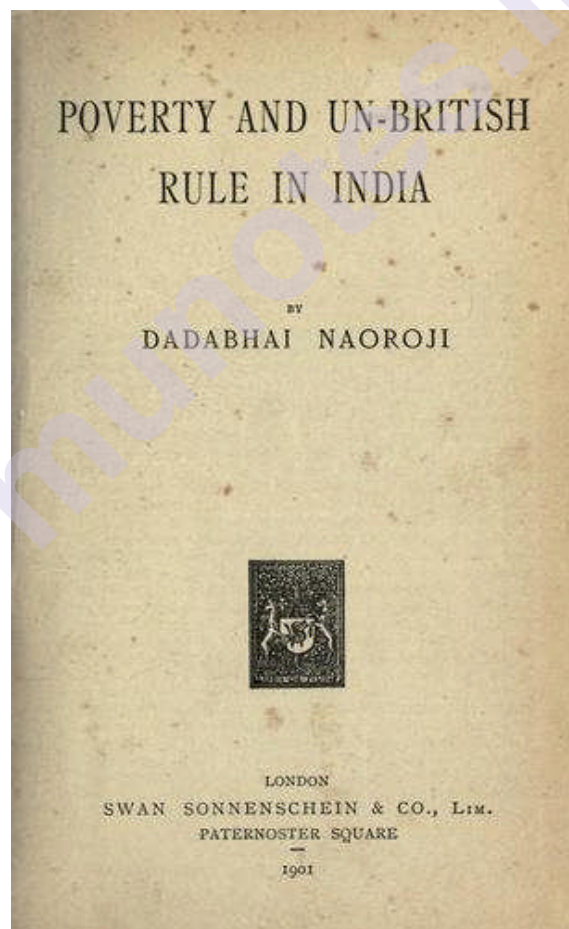 POVERTY AND UN-BRITISH
RULE IN INDIA
BY
DADABHAI NAOROJI
LONDON
SWAN SONNENSCHEIN & CO., LIM.
PATERNOSTER SQUARE
1901